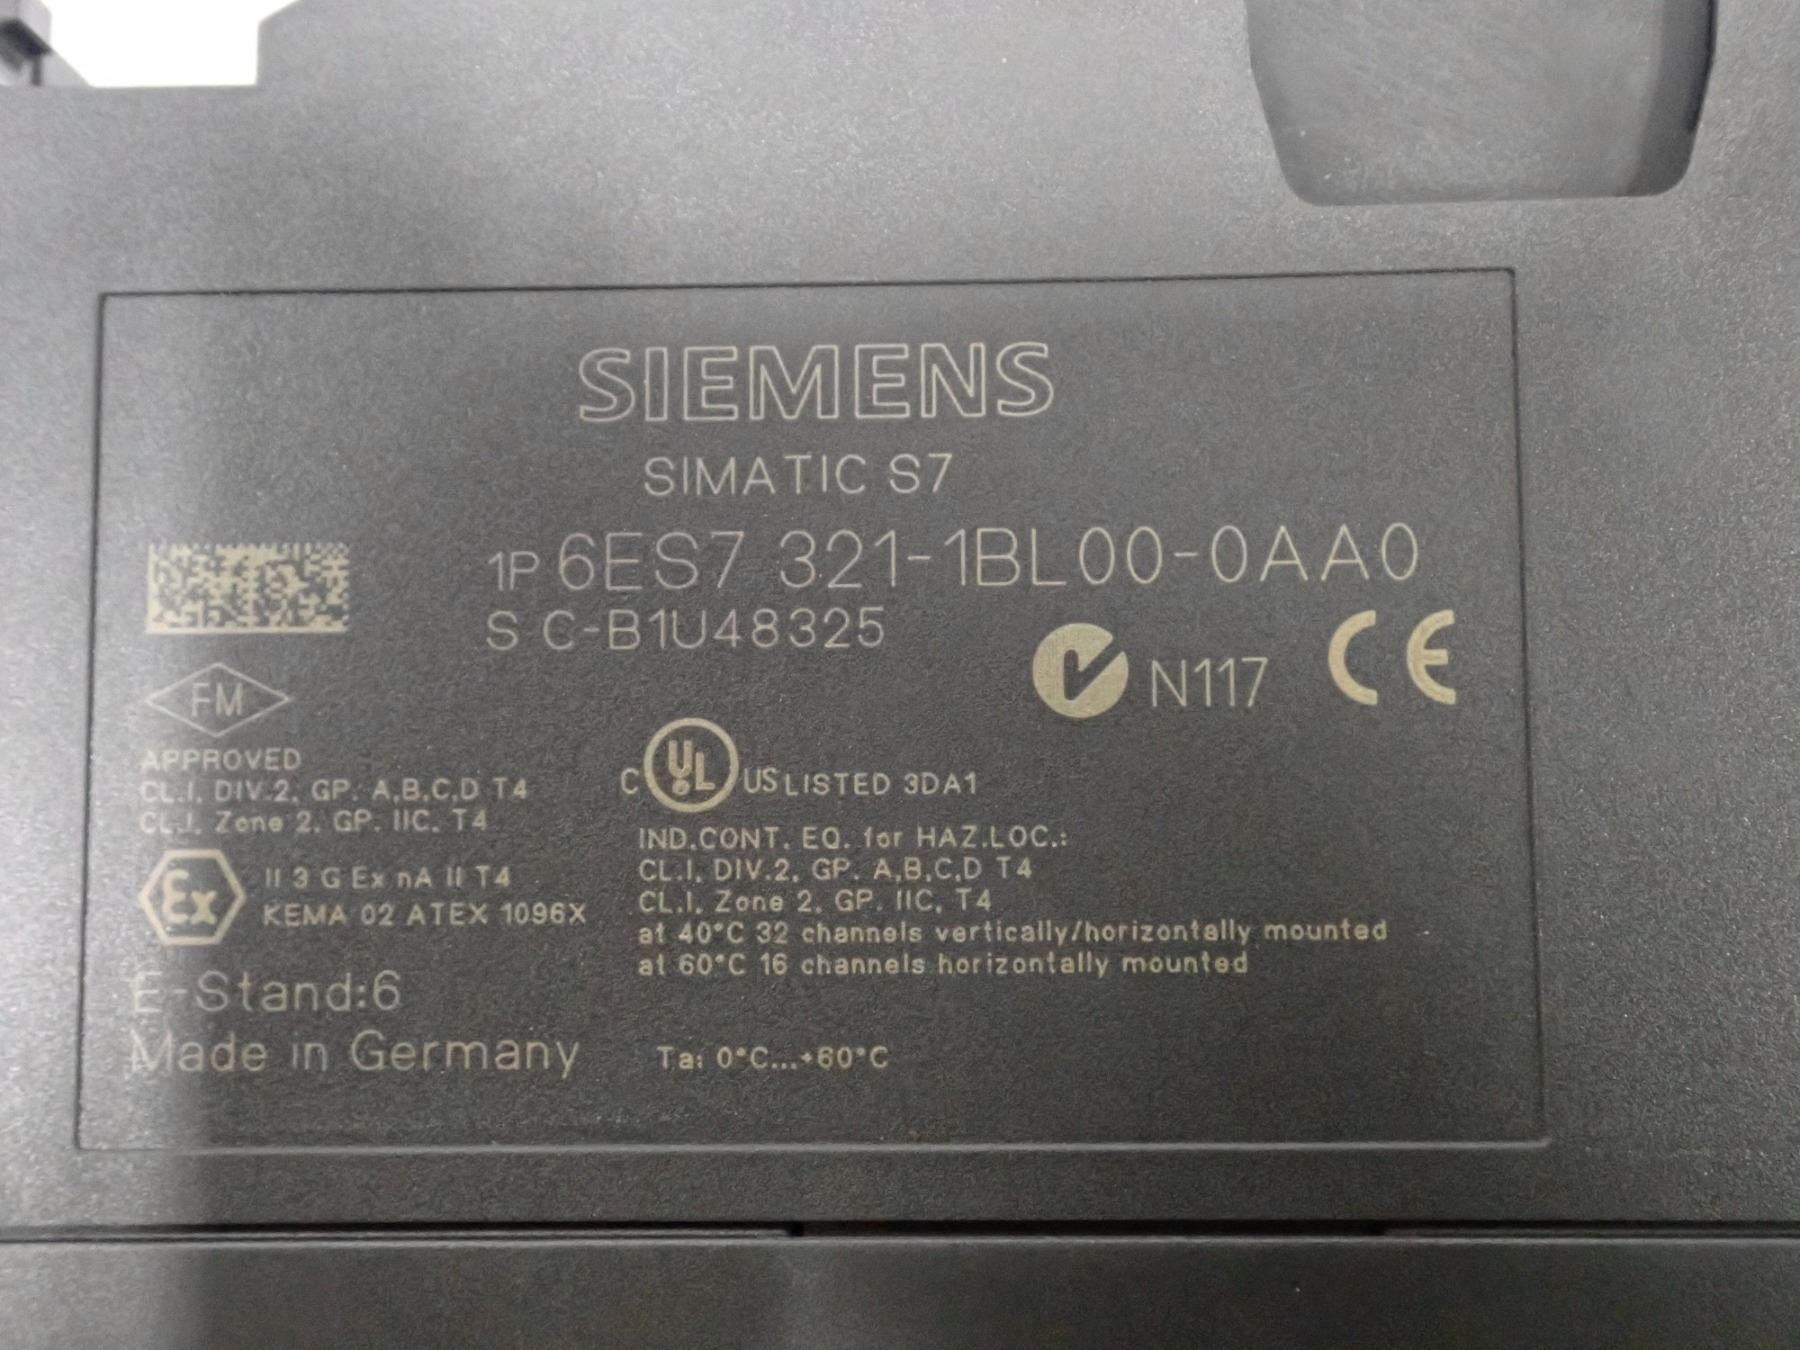 SIEMENS
SIMATIC S7
1P 6ES7 321-1BL00-0AA0
S C-B1U48325
N117 CE
FM
APPROVED
CL.I, DIV.2, GP. A,B,C,D T4
CL.I, Zone 2, GP. IIC, T4
C UL US LISTED 3DA1
IND.CONT. EQ. for HAZ.LOC.:
CL.I, DIV.2, GP. A,B,C,D T4
CL.I, Zone 2, GP. IIC, T4
at 40°C 32 channels vertically/horizontally mounted
at 60°C 16 channels horizontally mounted
Ex II 3 G Ex nA II T4
KEMA 02 ATEX 1096X
E-Stand:6
Made in Germany
Ta: 0°C...+60°C